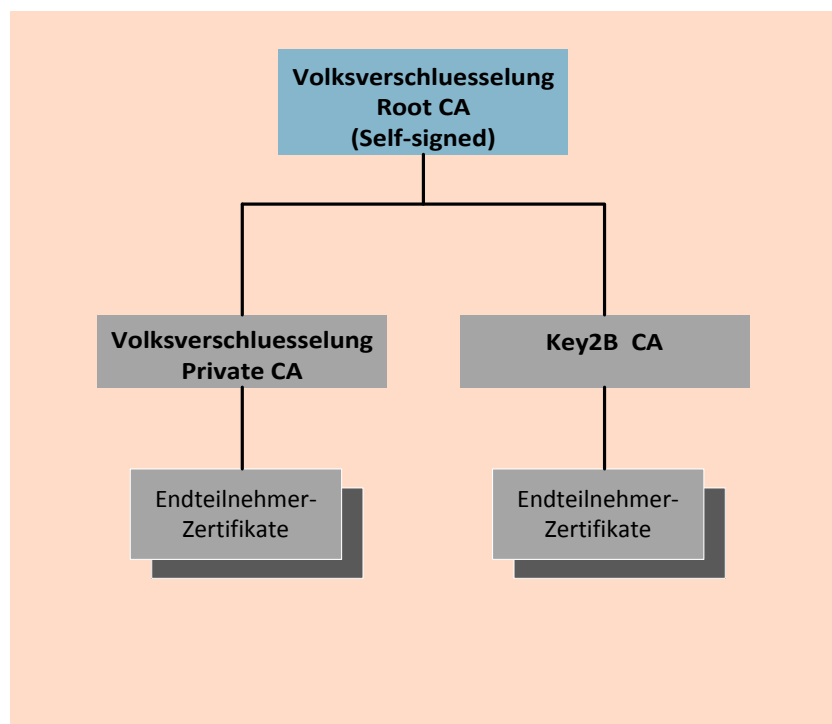 Volksverschluesselung
Root CA
(Self-signed)
Volksverschluesselung
Private CA
Key2B CA
Endteilnehmer-
Zertifikate
Endteilnehmer-
Zertifikate